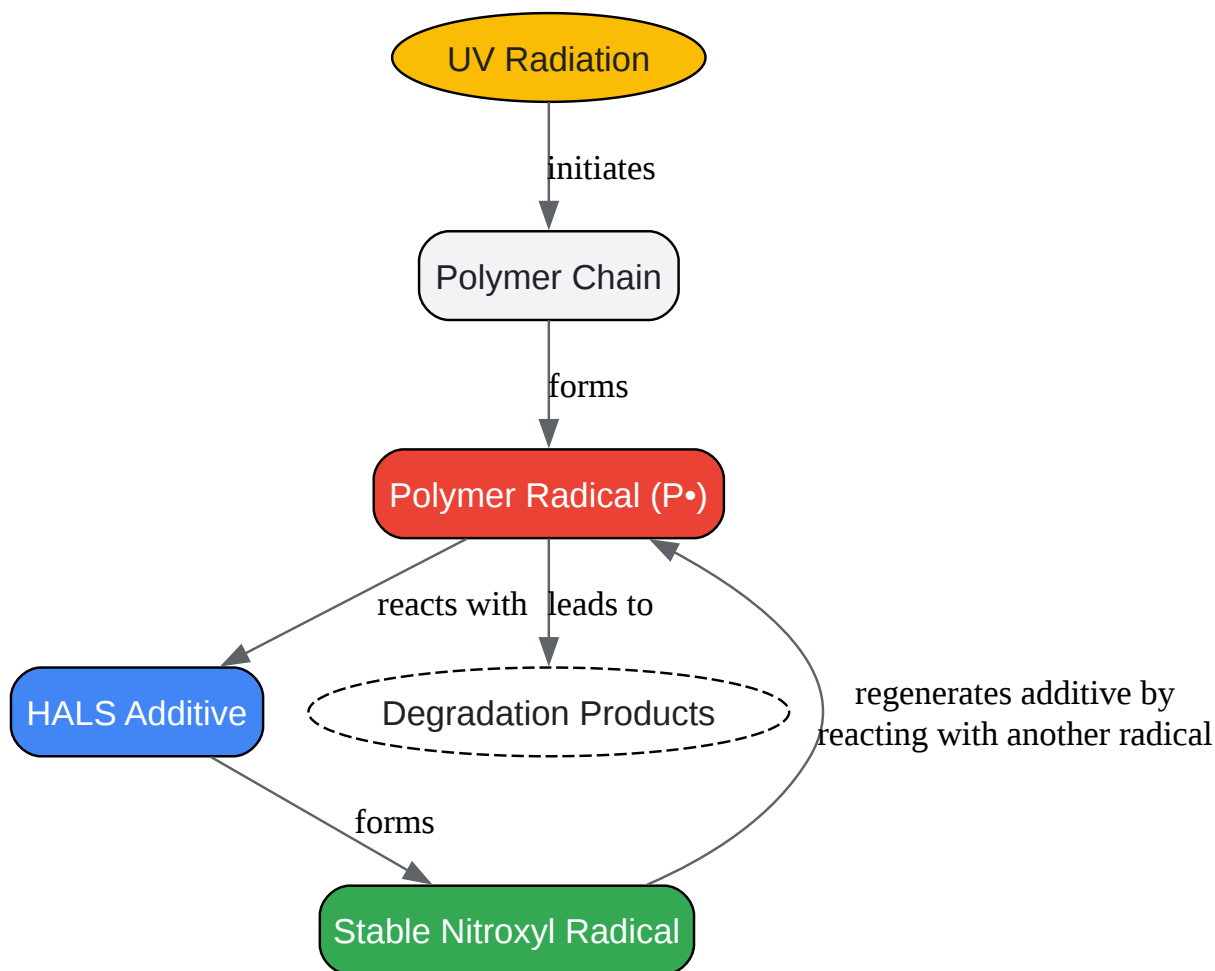 UV Radiation
initiates
Polymer Chain
forms
Polymer Radical (P•)
reacts with
leads to
HALS Additive
Degradation Products
regenerates additive by
reacting with another radical
forms
Stable Nitroxyl Radical